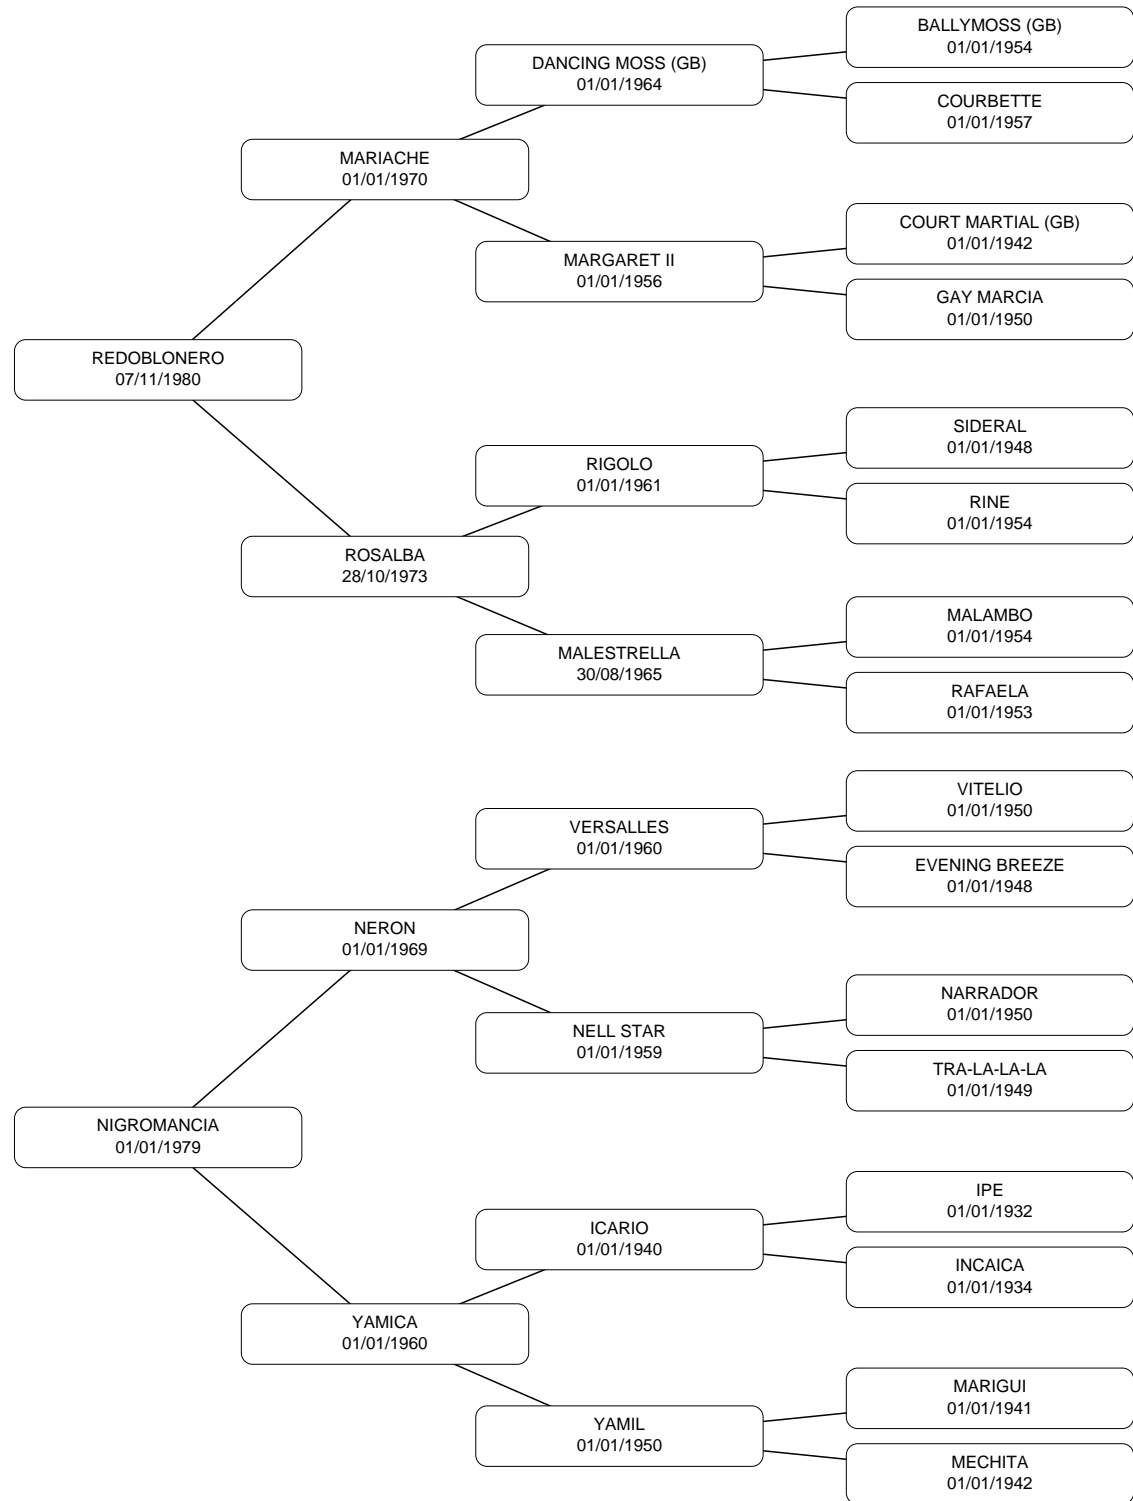 BALLYMOSS (GB)
01/01/1954
DANCING MOSS (GB)
01/01/1964
COURBETTE
01/01/1957
MARIACHE
01/01/1970
COURT MARTIAL (GB)
01/01/1942
MARGARET II
01/01/1956
GAY MARCIA
01/01/1950
REDOBLONERO
07/11/1980
SIDERAL
01/01/1948
RIGOLO
01/01/1961
RINE
01/01/1954
ROSALBA
28/10/1973
MALAMBO
01/01/1954
MALESTRELLA
30/08/1965
RAFAELA
01/01/1953
VITELIO
01/01/1950
VERSALLES
01/01/1960
EVENING BREEZE
01/01/1948
NERON
01/01/1969
NARRADOR
01/01/1950
NELL STAR
01/01/1959
TRA-LA-LA-LA
01/01/1949
NIGROMANCIA
01/01/1979
IPE
01/01/1932
ICARIO
01/01/1940
INCAICA
01/01/1934
YAMICA
01/01/1960
MARIGUI
01/01/1941
YAMIL
01/01/1950
MECHITA
01/01/1942